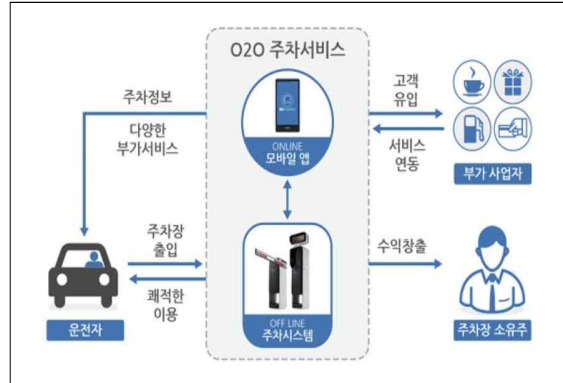 O2O 주차서비스
주차정보
다양한
부가서비스
ONLINE
모바일 앱
고객
유입
서비스
연동
부가 사업자
주차장
출입
쾌적한
이용
운전자
OFF LINE
주차시스템
수익창출
주차장 소유주